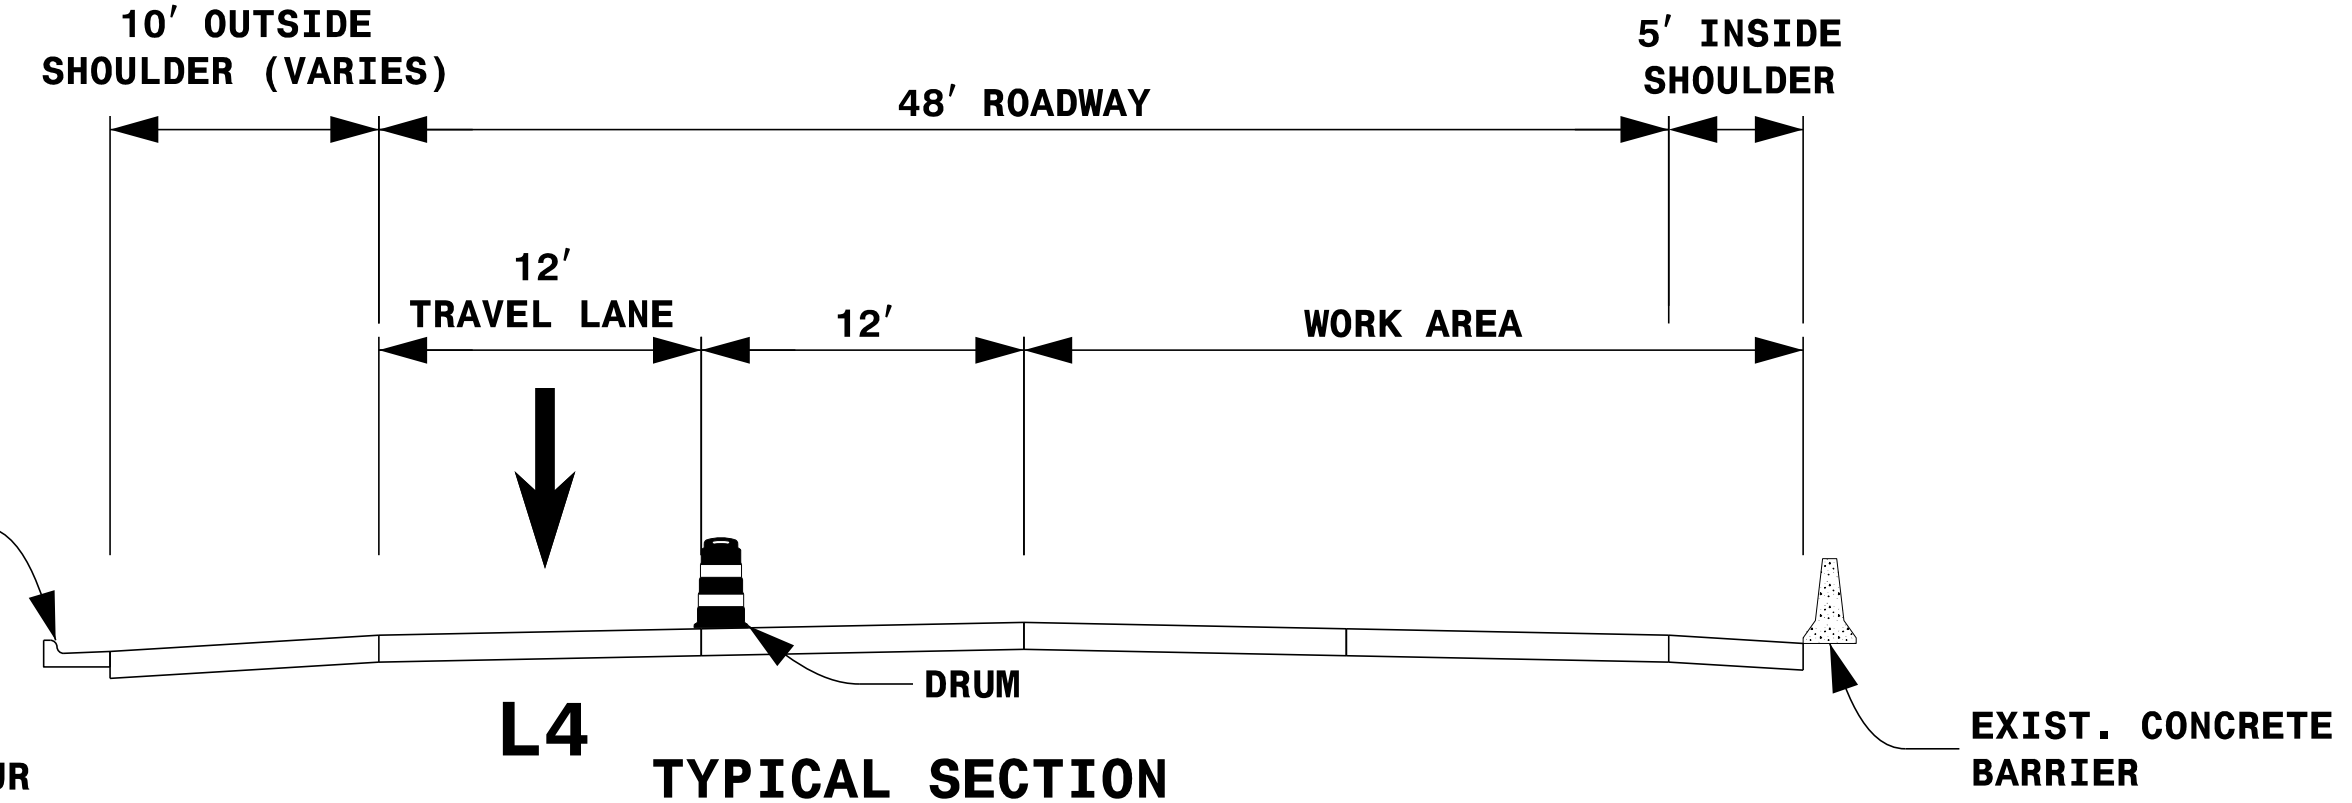 10′ OUTSIDE
SHOULDER (VARIES)
5′ INSIDE
SHOULDER
48′ ROADWAY
12′
TRAVEL LANE
12′
WORK AREA
DRUM
L4
TYPICAL SECTION
EXIST. CONCRETE
BARRIER